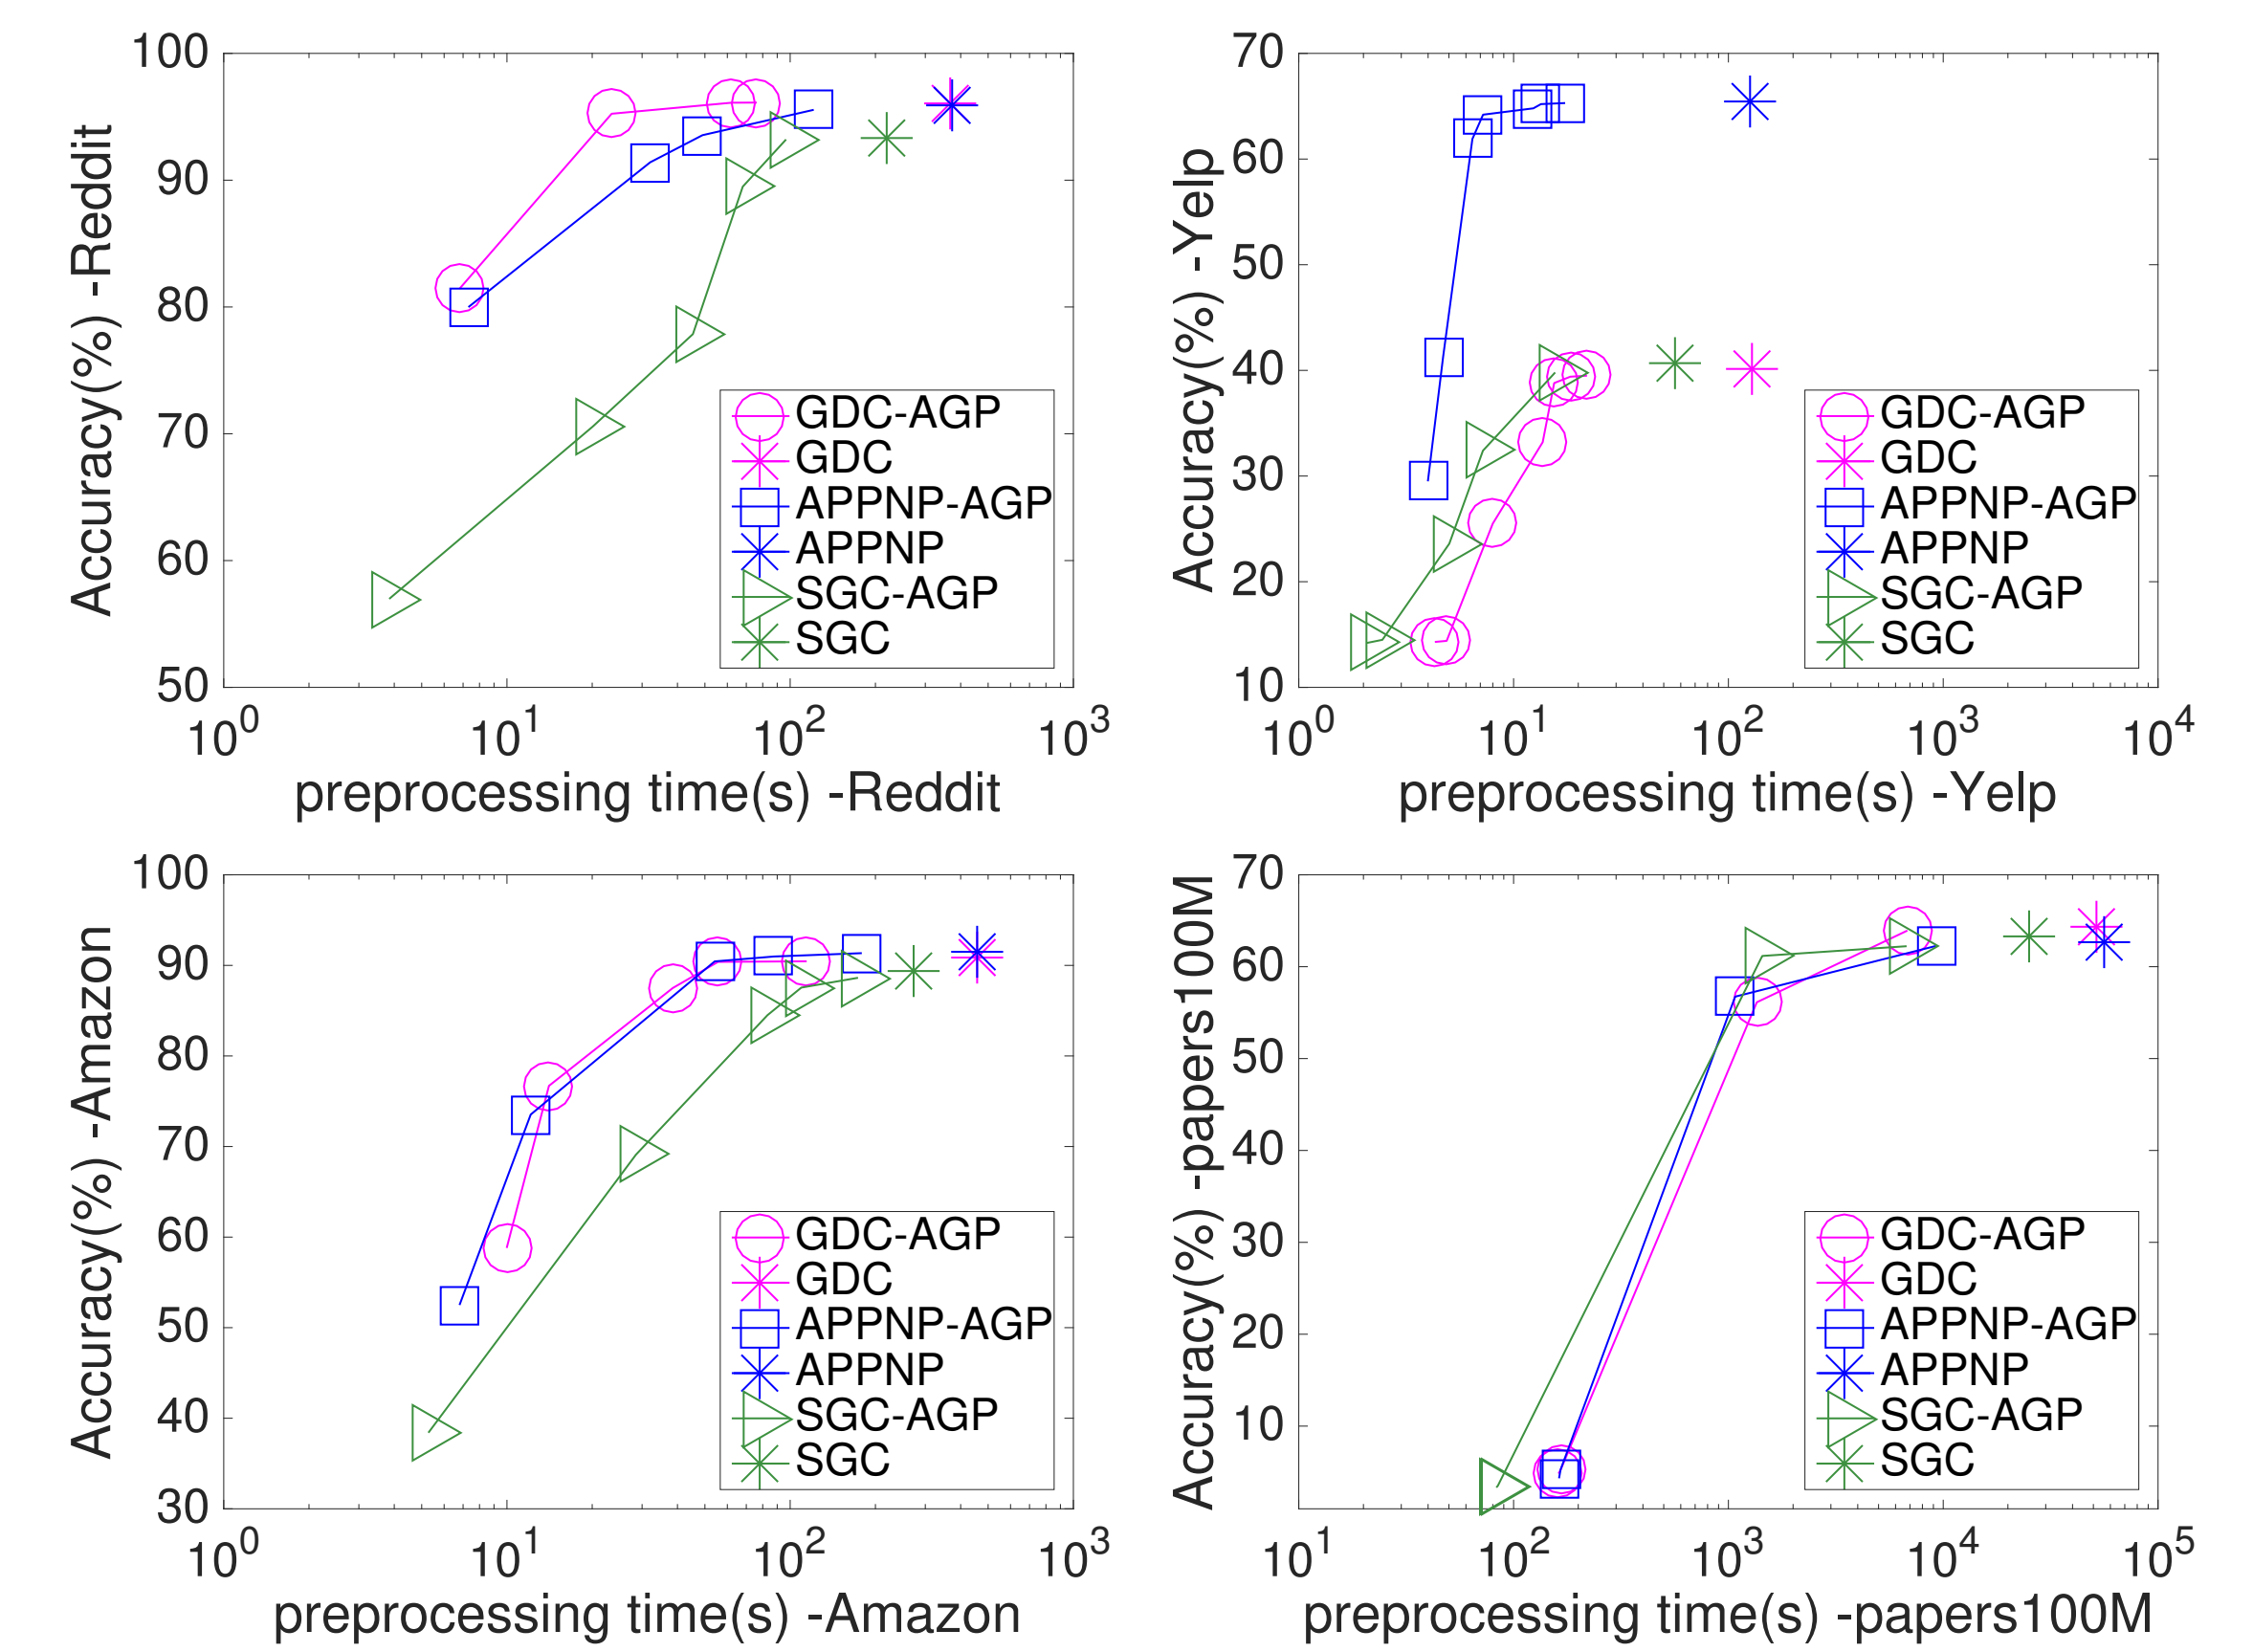 Accuracy(%) -Reddit
100
90
80
70
60
50
10^0 10^1 10^2 10^3
preprocessing time(s) -Reddit
GDC-AGP
GDC
APPNP-AGP
APPNP
SGC-AGP
SGC
Accuracy(%) -Yelp
70
60
50
40
30
20
10
10^0 10^1 10^2 10^3 10^4
preprocessing time(s) -Yelp
GDC-AGP
GDC
APPNP-AGP
APPNP
SGC-AGP
SGC
Accuracy(%) -Amazon
100
90
80
70
60
50
40
30
10^0 10^1 10^2 10^3
preprocessing time(s) -Amazon
GDC-AGP
GDC
APPNP-AGP
APPNP
SGC-AGP
SGC
Accuracy(%) -papers100M
70
60
50
40
30
20
10
10^1 10^2 10^3 10^4 10^5
preprocessing time(s) -papers100M
GDC-AGP
GDC
APPNP-AGP
APPNP
SGC-AGP
SGC